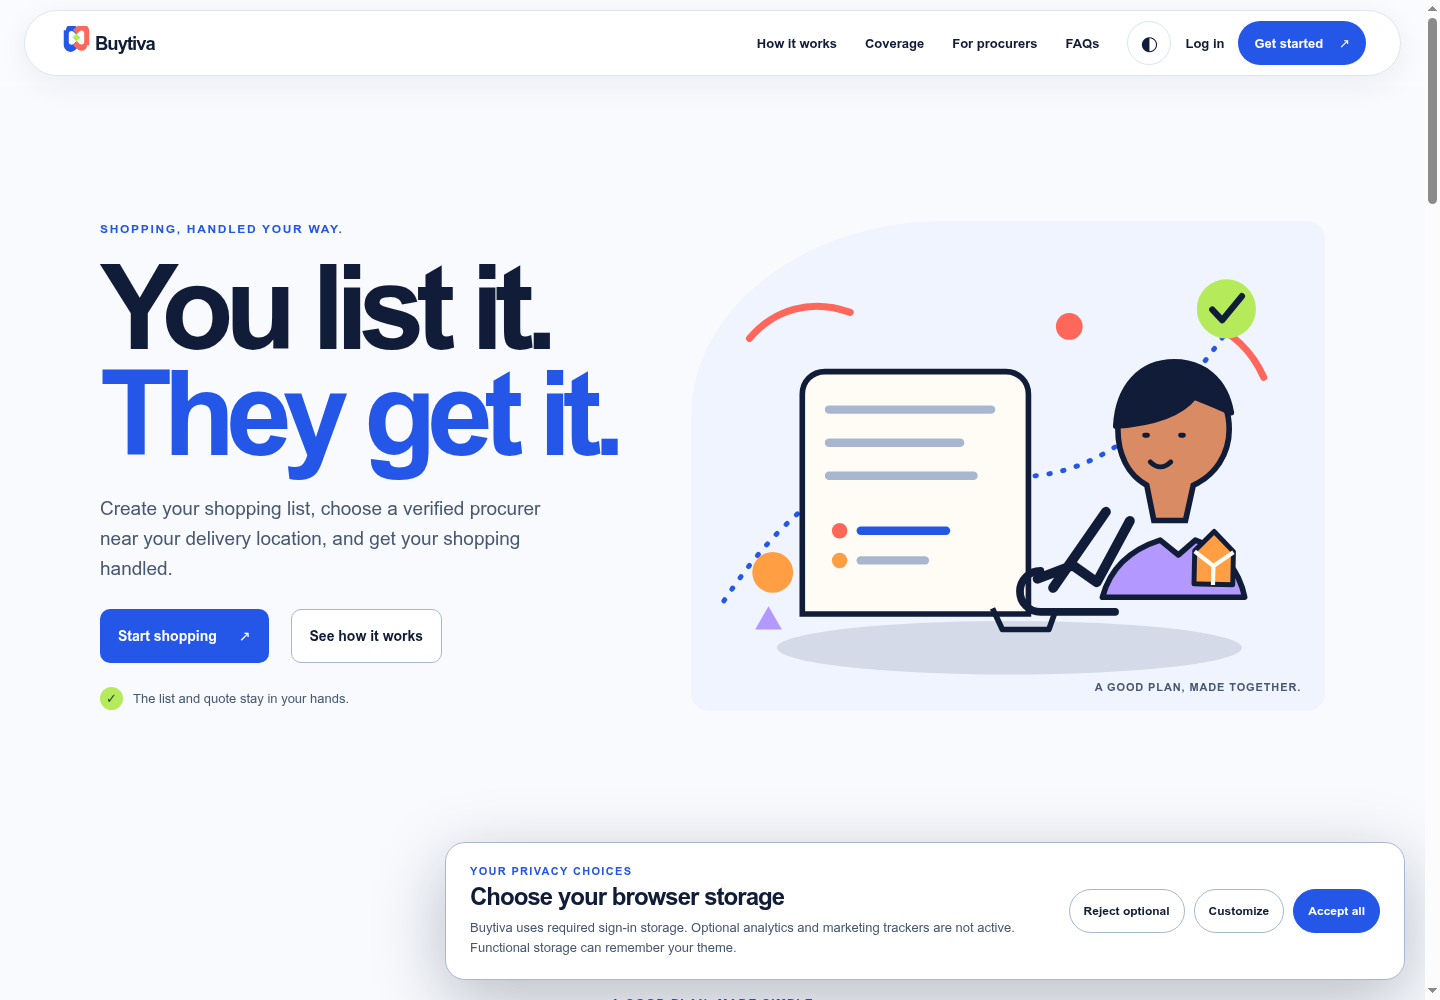 Buytiva
How it works
Coverage
For procurers
FAQs
Log in
Get started ↗
SHOPPING, HANDLED YOUR WAY.
You list it.
They get it.
Create your shopping list, choose a verified procurer
near your delivery location, and get your shopping
handled.
Start shopping ↗
See how it works
✓ The list and quote stay in your hands.
A GOOD PLAN, MADE TOGETHER.
YOUR PRIVACY CHOICES
Choose your browser storage
Buytiva uses required sign-in storage. Optional analytics and marketing trackers are not active.
Functional storage can remember your theme.
Reject optional
Customize
Accept all
A GOOD PLAN, MADE SIMPLE